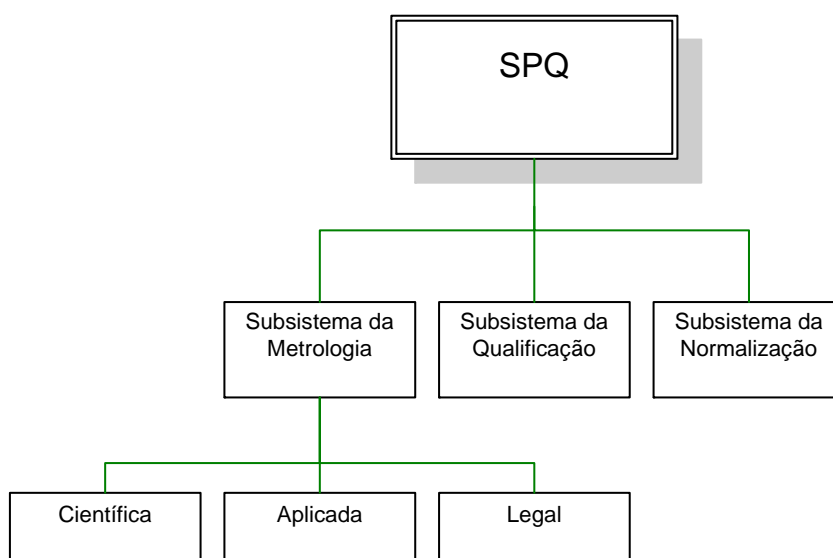 SPQ
Subsistema da
Metrologia
Subsistema da
Qualificação
Subsistema da
Normalização
Científica
Aplicada
Legal